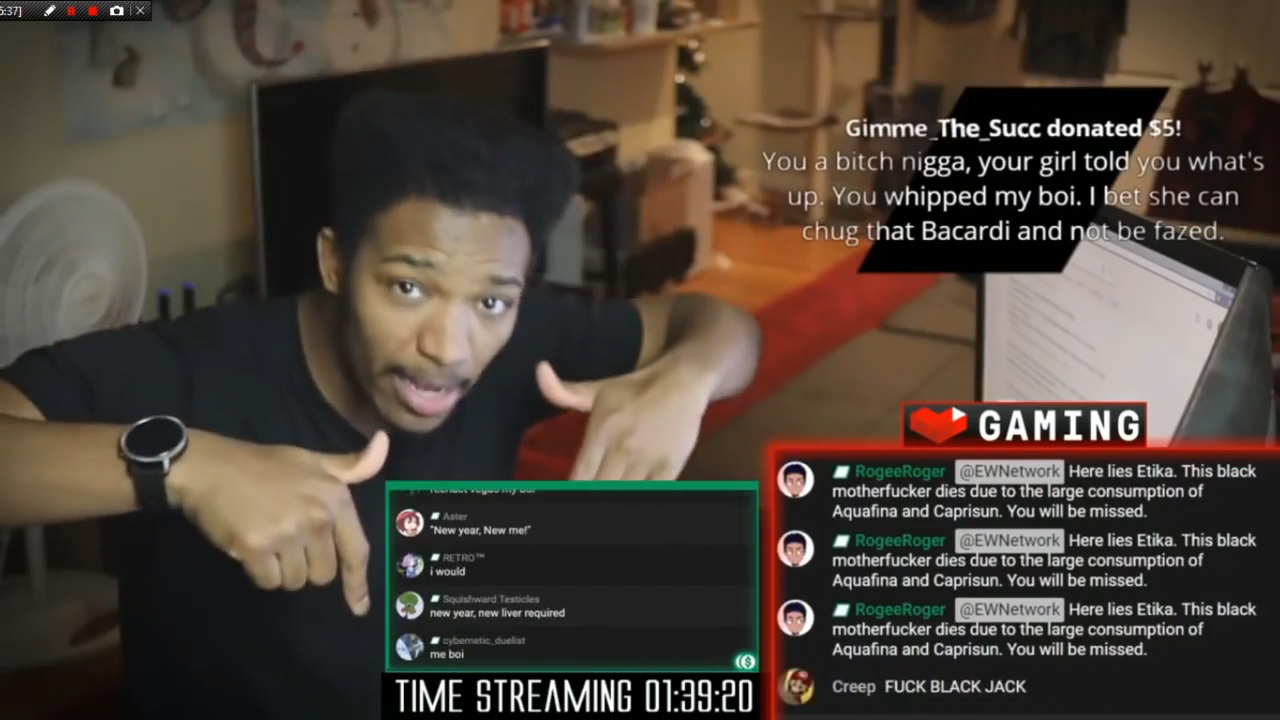 5:37]
Gimme_The_Succ donated $5!
You a bitch nigga, your girl told you what's
up. You whipped my boi. I bet she can
chug that Bacardi and not be fazed.
GAMING
RogeeRoger @EWNetwork Here lies Etika. This black
motherfucker dies due to the large consumption of
Aquafina and Caprisun. You will be missed.
RogeeRoger @EWNetwork Here lies Etika. This black
motherfucker dies due to the large consumption of
Aquafina and Caprisun. You will be missed.
RogeeRoger @EWNetwork Here lies Etika. This black
motherfucker dies due to the large consumption of
Aquafina and Caprisun. You will be missed.
Creep FUCK BLACK JACK
Aater
"New year, New me!"
RETRO™
i would
Squishward Testicles
new year, new liver required
cybernetic_duelist
me boi
TIME STREAMING 01:39:20